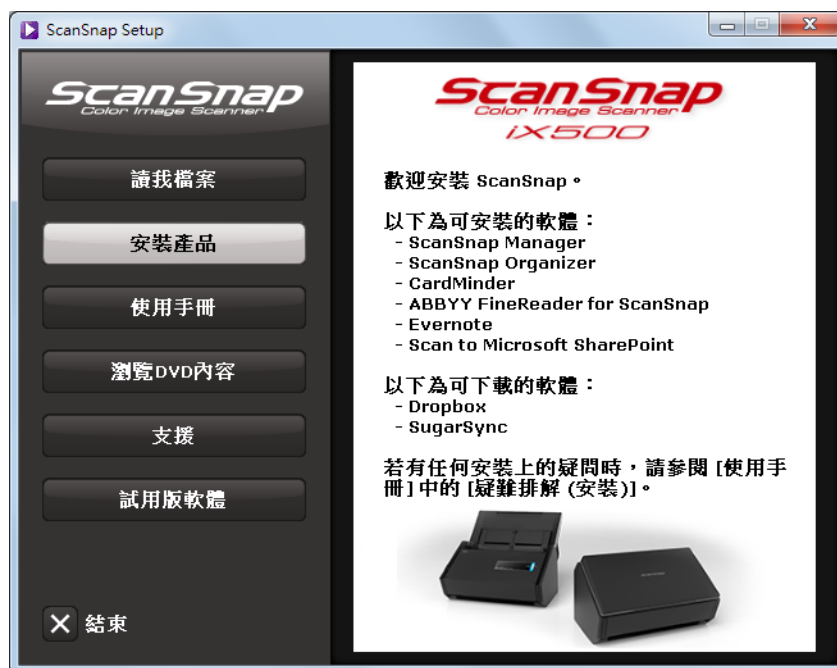 ScanSnap Setup
ScanSnap
Color Image Scanner
讀我檔案
安裝產品
使用手冊
瀏覽DVD內容
支援
試用版軟體
結束
ScanSnap
Color Image Scanner
iX500
歡迎安裝 ScanSnap。
以下為可安裝的軟體：
- ScanSnap Manager
- ScanSnap Organizer
- CardMinder
- ABBYY FineReader for ScanSnap
- Evernote
- Scan to Microsoft SharePoint
以下為可下載的軟體：
- Dropbox
- SugarSync
若有任何安裝上的疑問時，請參閱 [使用手
冊] 中的 [疑難排解 (安裝)]。